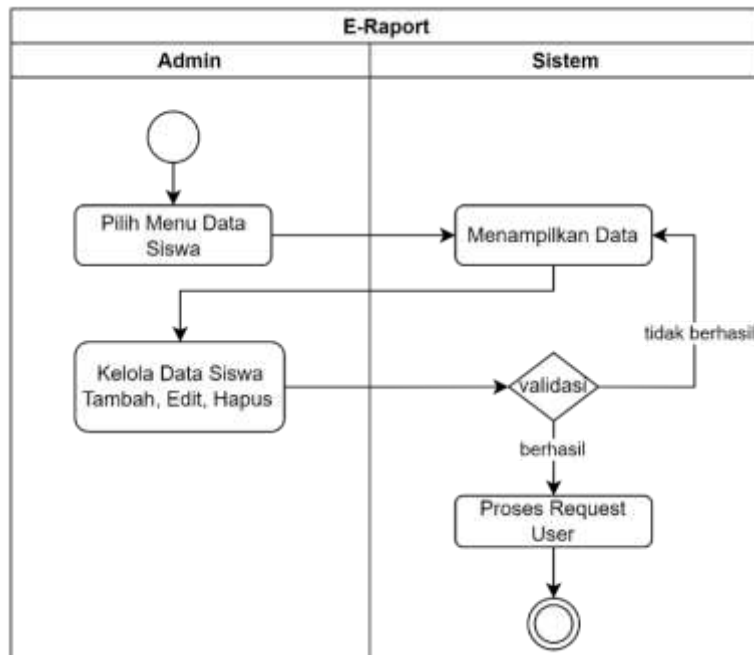 E-Raport
Admin
Sistem
Pilih Menu Data
Siswa
Menampilkan Data
tidak berhasil
Kelola Data Siswa
Tambah, Edit, Hapus
validasi
berhasil
Proses Request
User